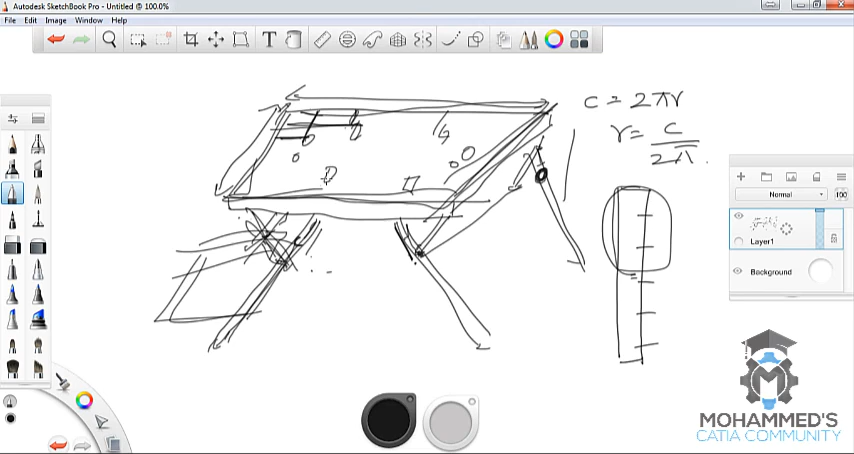 Autodesk SketchBook Pro - Untitled @ 100.0%
File Edit Image Window Help
T
C = 2πr
r = C
2π.
Normal 100
Layer1
Background
M
MOHAMMED'S
CATIA COMMUNITY